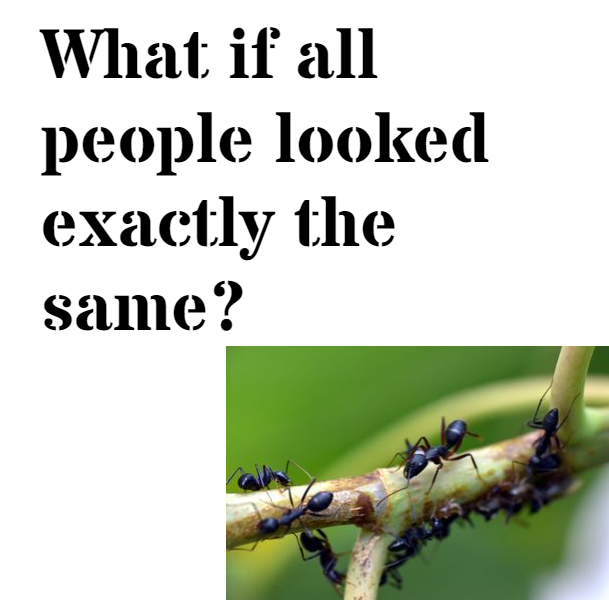 What if all
people looked
exactly the
same?